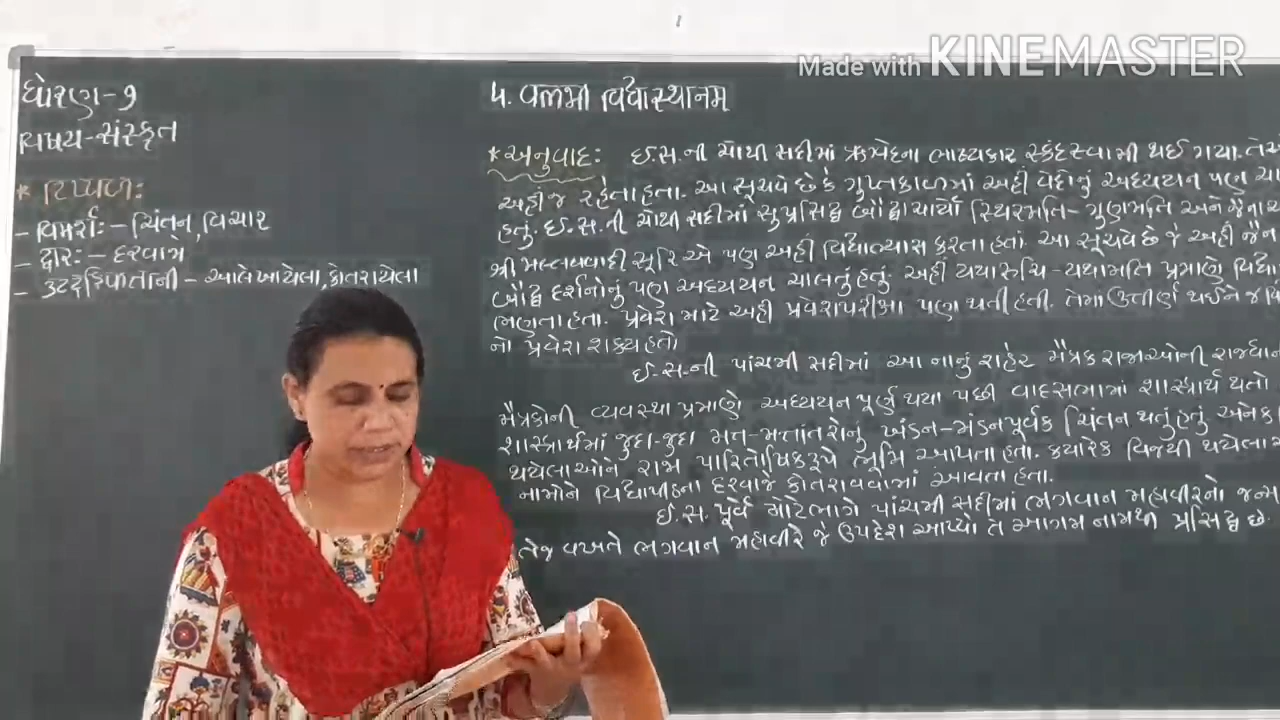 Made with KINEMASTER
ધોરણ-૭
વિષય-સંસ્કૃત
* ટિપ્પણ:
- વિમર્શ: - ચિંતન, વિચાર
- દ્વાર: - દરવાજો
- ઉટ્ટંકિતાની - આલેખાયેલા, કોતરાયેલા
૫. વલભી વિદ્યાસ્થાનમ્
* અનુવાદ: ઈ.સ.ની ચોથી સદીમાં ઋગ્વેદના ભાષ્યકાર સ્કંદસ્વામી થઈ ગયા.
અહીં જ રહેતા હતા. આ સૂચવે છે કે ગુપ્તકાળમાં અહીં વેદોનું અધ્યયન પણ
હતું. ઈ.સ.ની ચોથી સદીમાં સુપ્રસિદ્ધ બૌદ્ધાચાર્યો સ્થિરમતિ-ગુણમતિ અને
શ્રી મલ્લવાદી સૂરિએ પણ અહીં વિદ્યાભ્યાસ કરતા હતાં. આ સૂચવે છે જે અહીં જૈન
બૌદ્ધ દર્શનોનું પણ અધ્યયન ચાલતું હતું. અહીં યથારુચિ-યથામતિ પ્રમાણે
ભણતા હતા. પ્રવેશ માટે અહીં પ્રવેશપરીક્ષા પણ થતી હતી. તેમાં ઉત્તીર્ણ થઈને જ
નો પ્રવેશ શક્ય હતો.
ઈ.સ.ની પાંચમી સદીમાં આ નાનું શહેર મૈત્રક રાજાઓની
મૈત્રકોની વ્યવસ્થા પ્રમાણે અધ્યયન પૂર્ણ થયા પછી વાદસભામાં શાસ્ત્રાર્થ થતો
શાસ્ત્રાર્થમાં જુદા-જુદા મત-મત્તાંતરોનુ ખંડન-મંડનપૂર્વક ચિંતન થતું હતું. અનેક
થયેલાઓને રાજા પારિતોષિકરૂપે ભૂમિ આપતા હતા. ક્યારેક વિજયી થયેલા
નામોને વિદ્યાપીઠના દરવાજે કોતરાવવામાં આવતા હતા.
ઈ.સ. પૂર્વે મોટેભાગે પાંચમી સદીમાં ભગવાન મહાવીરનો જન્મ
તેજ વખતે ભગવાન મહાવીરે જે ઉપદેશ આપ્યો તે આગમ નામથી પ્રસિદ્ધ છે.